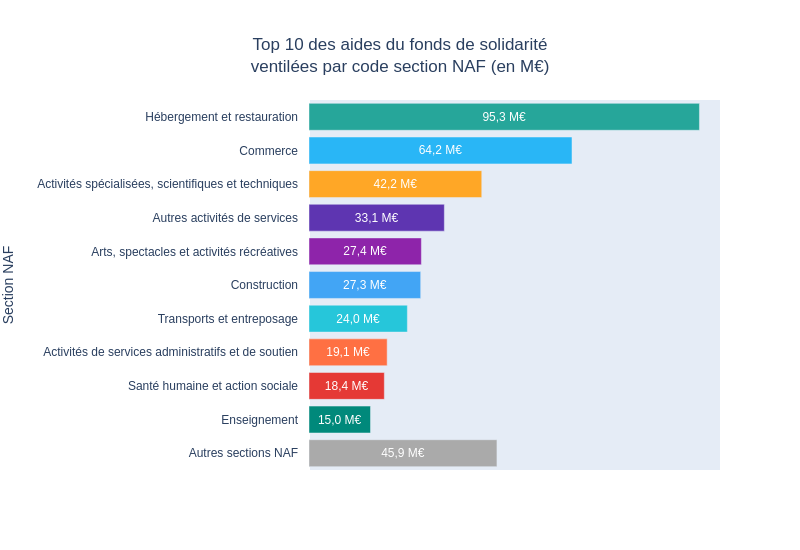 Top 10 des aides du fonds de solidarité
ventilées par code section NAF (en M€)
Section NAF
Hébergement et restauration 95,3 M€
Commerce 64,2 M€
Activités spécialisées, scientifiques et techniques 42,2 M€
Autres activités de services 33,1 M€
Arts, spectacles et activités récréatives 27,4 M€
Construction 27,3 M€
Transports et entreposage 24,0 M€
Activités de services administratifs et de soutien 19,1 M€
Santé humaine et action sociale 18,4 M€
Enseignement 15,0 M€
Autres sections NAF 45,9 M€